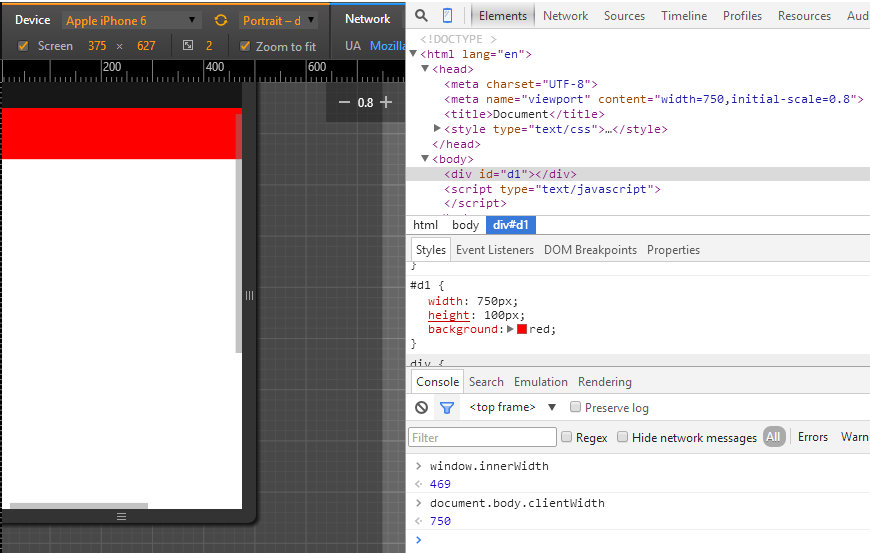 Device Apple iPhone 6 Portrait – d Network
Screen 375 × 627 2 Zoom to fit UA Mozilla
200 400 600
0.8
Elements Network Sources Timeline Profiles Resources Aud
<!DOCTYPE >
<html lang="en">
<head>
<meta charset="UTF-8">
<meta name="viewport" content="width=750,initial-scale=0.8">
<title>Document</title>
<style type="text/css">…</style>
</head>
<body>
<div id="d1"></div>
<script type="text/javascript">
</script>
html body div#d1
Styles Event Listeners DOM Breakpoints Properties
}
#d1 {
width: 750px;
height: 100px;
background: red;
}
div {
Console Search Emulation Rendering
<top frame> Preserve log
Filter Regex Hide network messages All Errors Warn
window.innerWidth
469
document.body.clientWidth
750